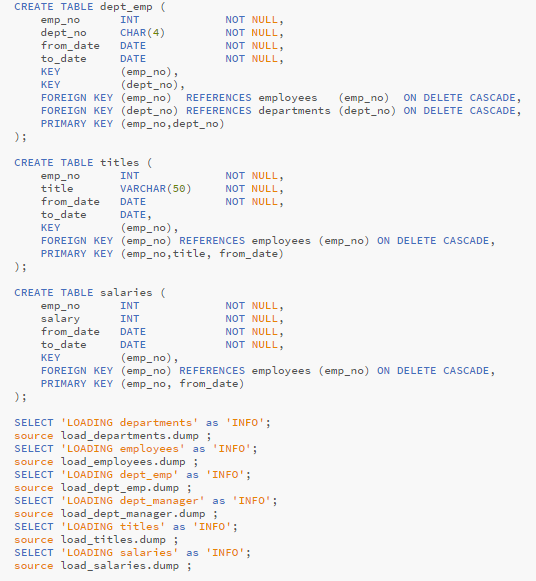 CREATE TABLE dept_emp (
    emp_no      INT             NOT NULL,
    dept_no     CHAR(4)         NOT NULL,
    from_date   DATE            NOT NULL,
    to_date     DATE            NOT NULL,
    KEY         (emp_no),
    KEY         (dept_no),
    FOREIGN KEY (emp_no)  REFERENCES employees   (emp_no)  ON DELETE CASCADE,
    FOREIGN KEY (dept_no) REFERENCES departments (dept_no) ON DELETE CASCADE,
    PRIMARY KEY (emp_no,dept_no)
);

CREATE TABLE titles (
    emp_no      INT             NOT NULL,
    title       VARCHAR(50)     NOT NULL,
    from_date   DATE            NOT NULL,
    to_date     DATE,
    KEY         (emp_no),
    FOREIGN KEY (emp_no) REFERENCES employees (emp_no) ON DELETE CASCADE,
    PRIMARY KEY (emp_no,title, from_date)
);

CREATE TABLE salaries (
    emp_no      INT             NOT NULL,
    salary      INT             NOT NULL,
    from_date   DATE            NOT NULL,
    to_date     DATE            NOT NULL,
    KEY         (emp_no),
    FOREIGN KEY (emp_no) REFERENCES employees (emp_no) ON DELETE CASCADE,
    PRIMARY KEY (emp_no, from_date)
);

SELECT 'LOADING departments' as 'INFO';
source load_departments.dump ;
SELECT 'LOADING employees' as 'INFO';
source load_employees.dump ;
SELECT 'LOADING dept_emp' as 'INFO';
source load_dept_emp.dump ;
SELECT 'LOADING dept_manager' as 'INFO';
source load_dept_manager.dump ;
SELECT 'LOADING titles' as 'INFO';
source load_titles.dump ;
SELECT 'LOADING salaries' as 'INFO';
source load_salaries.dump ;